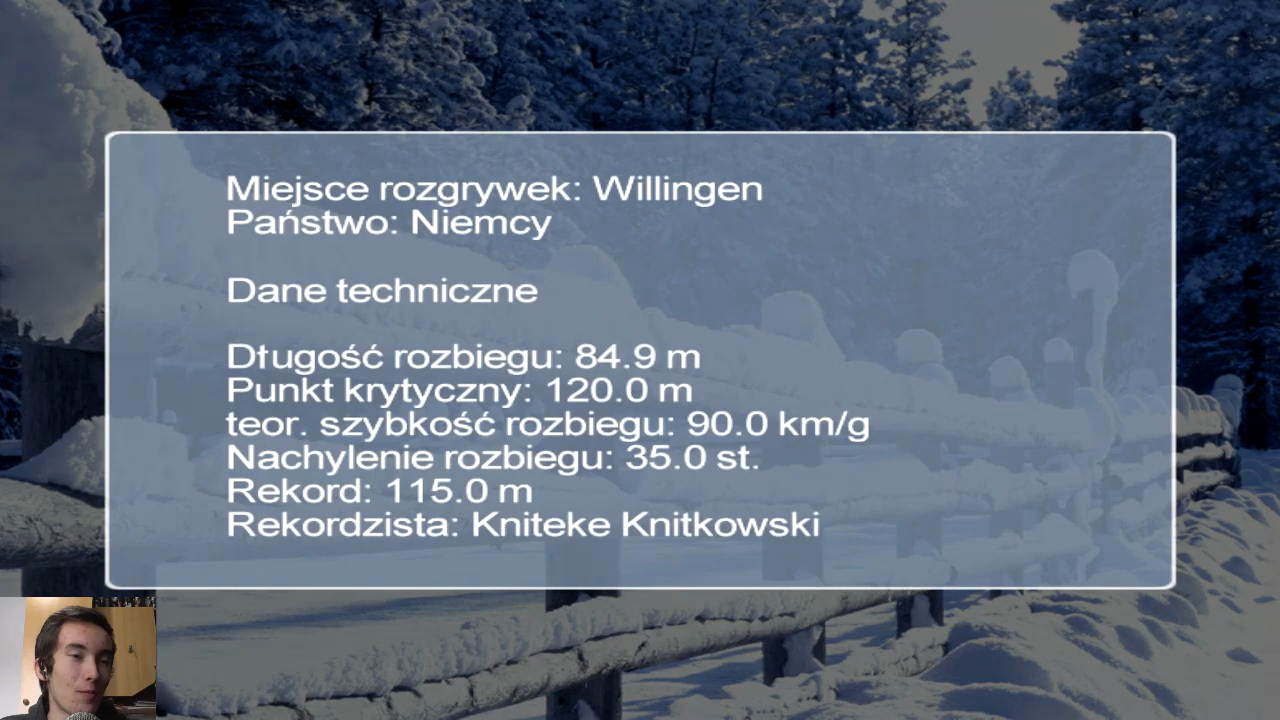 Miejsce rozgrywek: Willingen
Państwo: Niemcy
Dane techniczne
Długość rozbiegu: 84.9 m
Punkt krytyczny: 120.0 m
teor. szybkość rozbiegu: 90.0 km/g
Nachylenie rozbiegu: 35.0 st.
Rekord: 115.0 m
Rekordzista: Kniteke Knitkowski